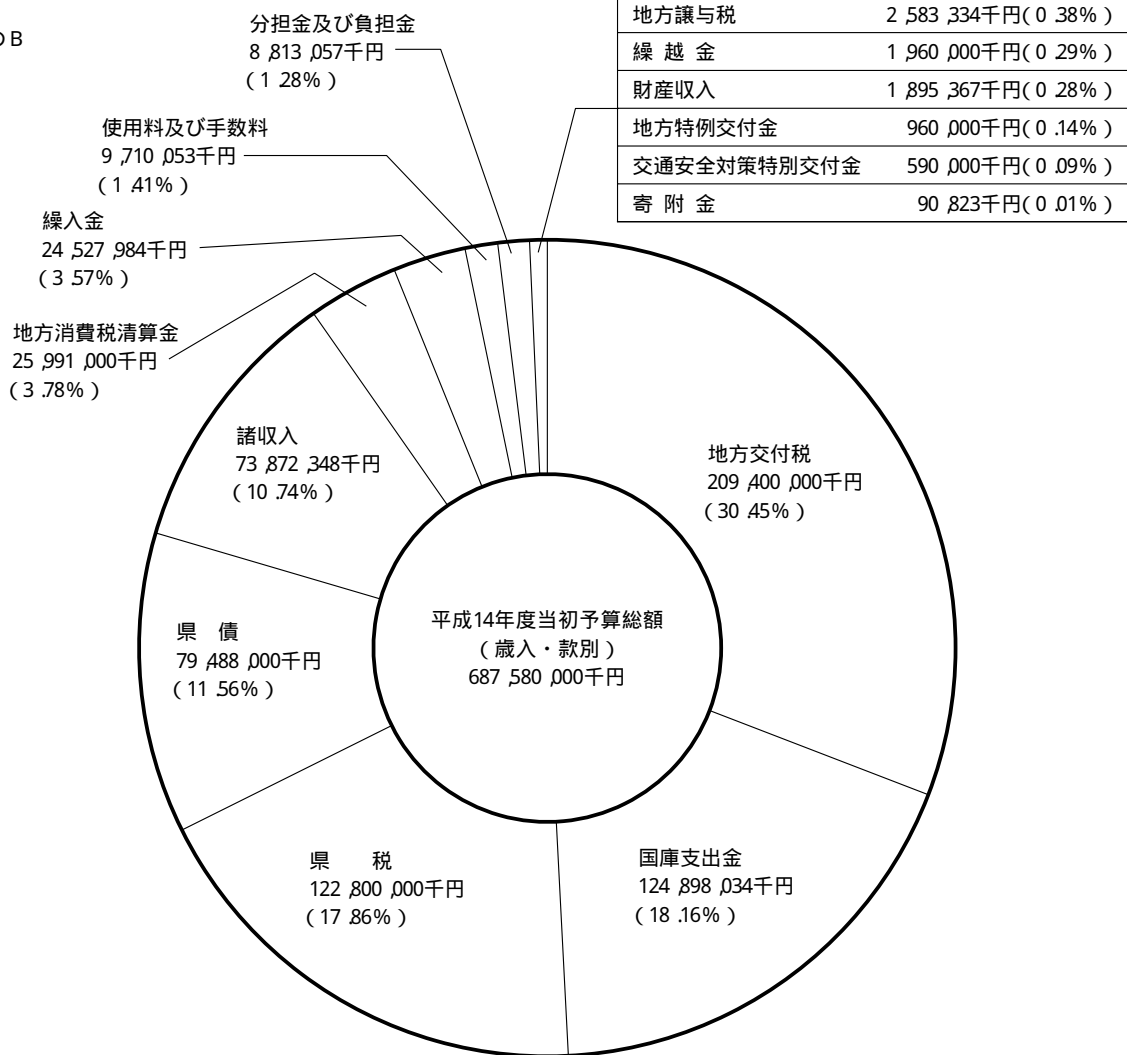 のB
分担金及び負担金
8,813,057千円
(1.28%)
使用料及び手数料
9,710,053千円
(1.41%)
繰入金
24,527,984千円
(3.57%)
地方消費税清算金
25,991,000千円
(3.78%)
諸収入
73,872,348千円
(10.74%)
県 債
79,488,000千円
(11.56%)
県 税
122,800,000千円
(17.86%)
国庫支出金
124,898,034千円
(18.16%)
地方交付税
209,400,000千円
(30.45%)
平成14年度当初予算総額
(歳入・款別)
687,580,000千円
地方譲与税 2,583,334千円(0.38%)
繰越金 1,960,000千円(0.29%)
財産収入 1,895,367千円(0.28%)
地方特例交付金 960,000千円(0.14%)
交通安全対策特別交付金 590,000千円(0.09%)
寄附金 90,823千円(0.01%)